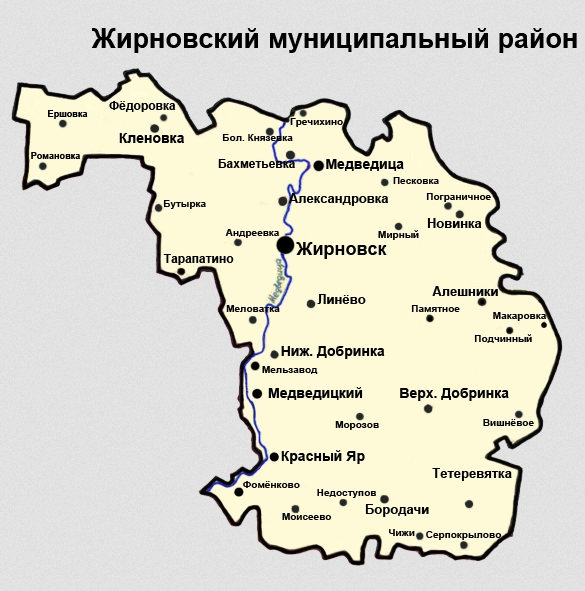 Жирновский муниципальный район
Фёдоровка
Ершовка
Гречихино
Кленовка
Бол. Князевка
Романовка
Бахметьевка
Медведица
Песковка
Пограничное
Бутырка
Александровка
Новинка
Андреевка
Мирный
Жирновск
Тарапатино
Медведица
Линёво
Алешники
Меловатка
Памятное
Макаровка
Подчинный
Ниж. Добринка
Мельзавод
Медведицкий
Верх. Добринка
Морозов
Вишнёвое
Красный Яр
Тетеревятка
Фомёнково
Недоступов
Бородачи
Моисеево
Чижи
Серпокрылово